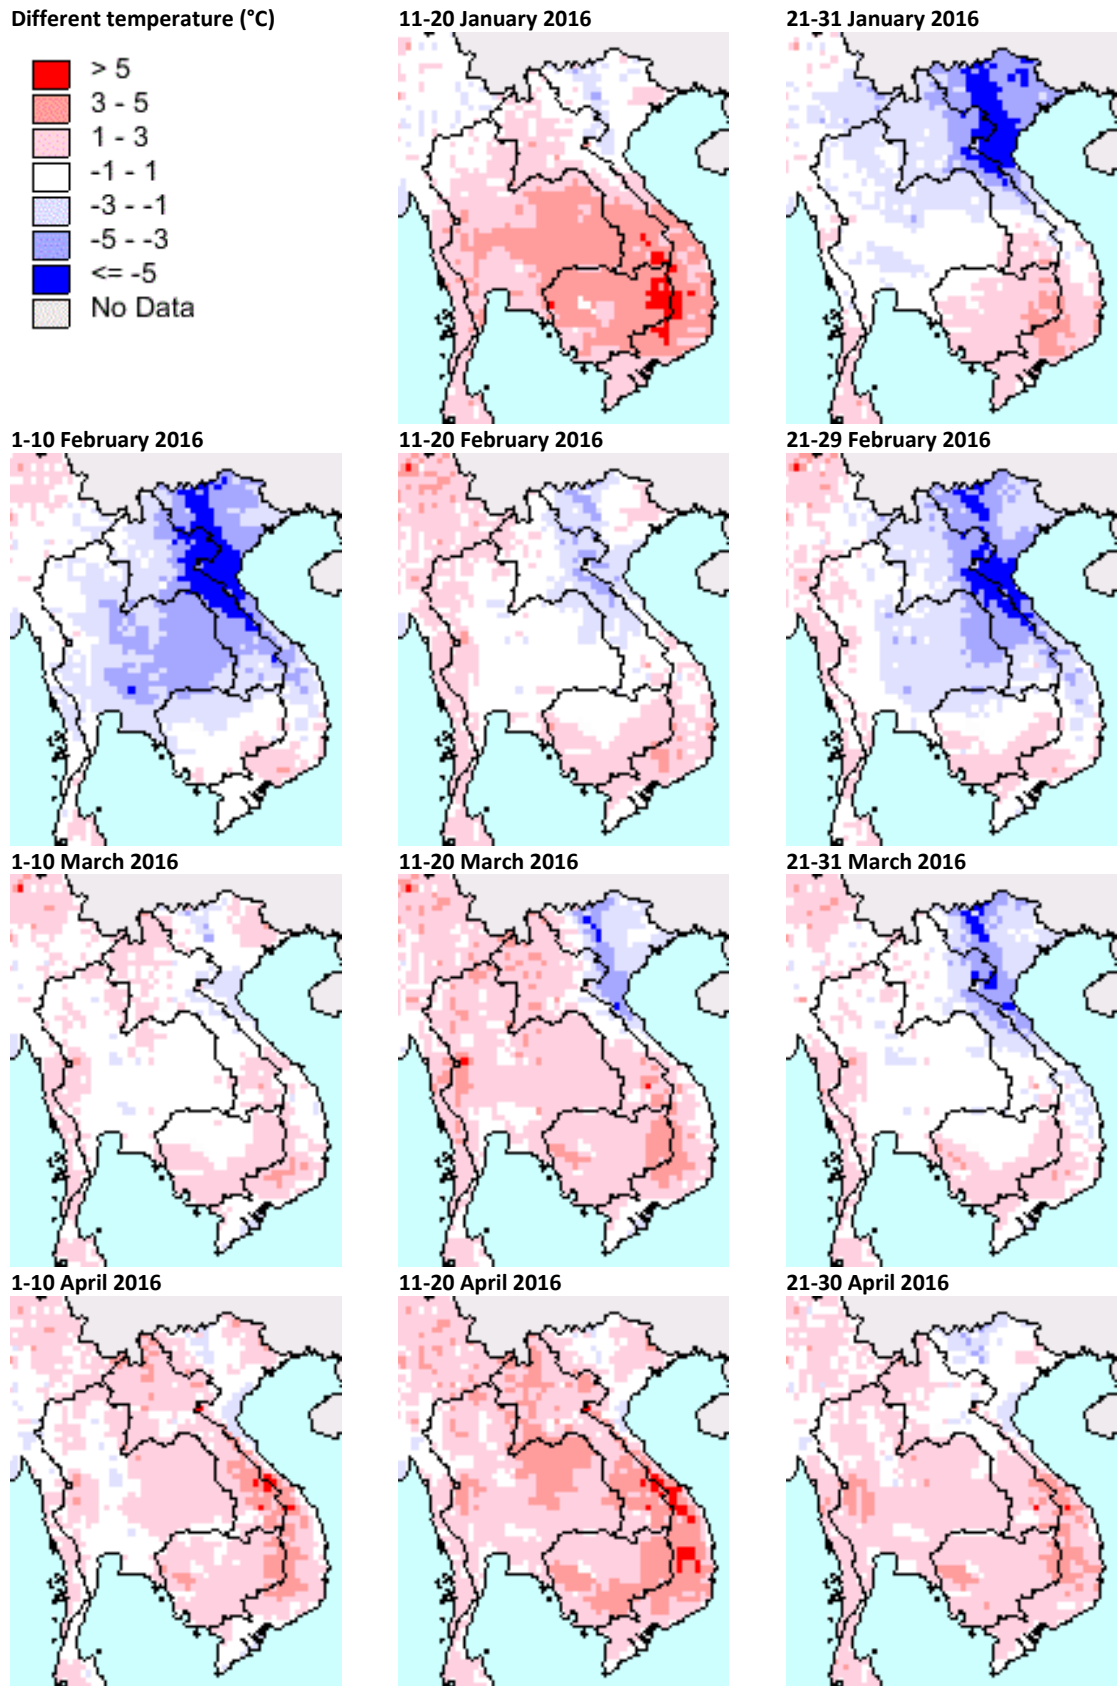 Different temperature (°C)
> 5
3 - 5
1 - 3
-1 - 1
-3 - -1
-5 - -3
<= -5
No Data
11-20 January 2016
21-31 January 2016
1-10 February 2016
11-20 February 2016
21-29 February 2016
1-10 March 2016
11-20 March 2016
21-31 March 2016
1-10 April 2016
11-20 April 2016
21-30 April 2016